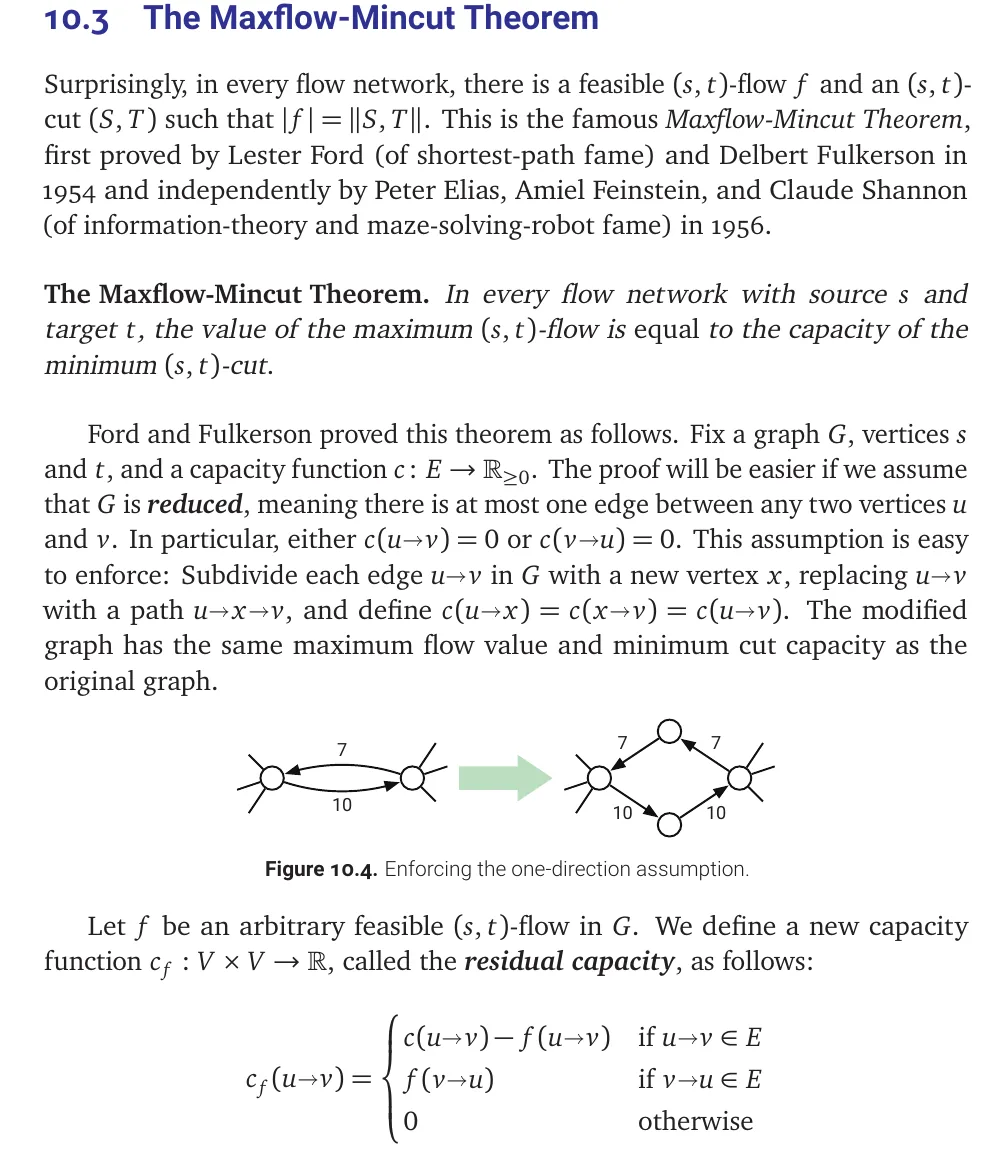 10.3 The Maxflow-Mincut Theorem
Surprisingly, in every flow network, there is a feasible (s, t)-flow f and an (s, t)-
cut (S, T) such that |f| = ‖S, T‖. This is the famous Maxflow-Mincut Theorem,
first proved by Lester Ford (of shortest-path fame) and Delbert Fulkerson in
1954 and independently by Peter Elias, Amiel Feinstein, and Claude Shannon
(of information-theory and maze-solving-robot fame) in 1956.
The Maxflow-Mincut Theorem. In every flow network with source s and
target t, the value of the maximum (s, t)-flow is equal to the capacity of the
minimum (s, t)-cut.
Ford and Fulkerson proved this theorem as follows. Fix a graph G, vertices s
and t, and a capacity function c: E → ℝ≥0. The proof will be easier if we assume
that G is reduced, meaning there is at most one edge between any two vertices u
and v. In particular, either c(u→v) = 0 or c(v→u) = 0. This assumption is easy
to enforce: Subdivide each edge u→v in G with a new vertex x, replacing u→v
with a path u→x→v, and define c(u→x) = c(x→v) = c(u→v). The modified
graph has the same maximum flow value and minimum cut capacity as the
original graph.
7 7 7
10 10 10
Figure 10.4. Enforcing the one-direction assumption.
Let f be an arbitrary feasible (s, t)-flow in G. We define a new capacity
function c_f : V × V → ℝ, called the residual capacity, as follows:
c(u→v) − f(u→v) if u→v ∈ E
c_f(u→v) = { f(v→u) if v→u ∈ E
0 otherwise